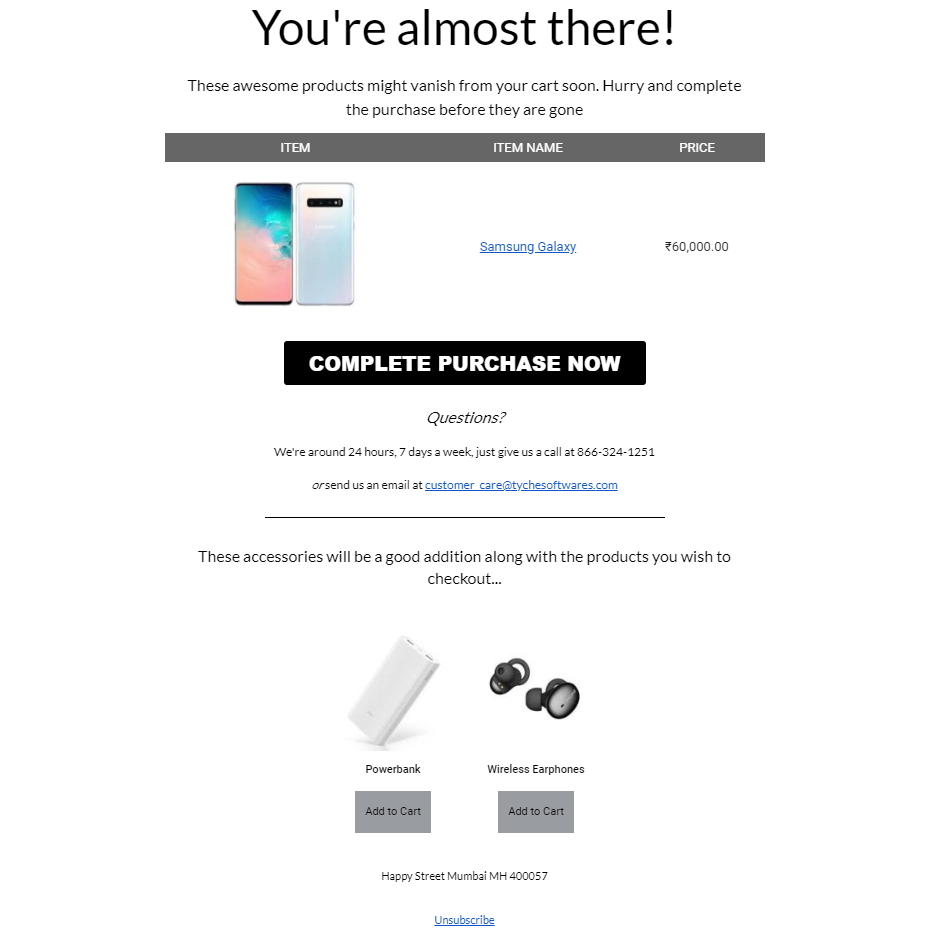 You're almost there!
These awesome products might vanish from your cart soon. Hurry and complete
the purchase before they are gone
ITEM ITEM NAME PRICE
Samsung Galaxy ₹60,000.00
COMPLETE PURCHASE NOW
Questions?
We're around 24 hours, 7 days a week, just give us a call at 866-324-1251
or send us an email at customer_care@tychesoftwares.com
These accessories will be a good addition along with the products you wish to
checkout...
Powerbank Wireless Earphones
Add to Cart Add to Cart
Happy Street Mumbai MH 400057
Unsubscribe